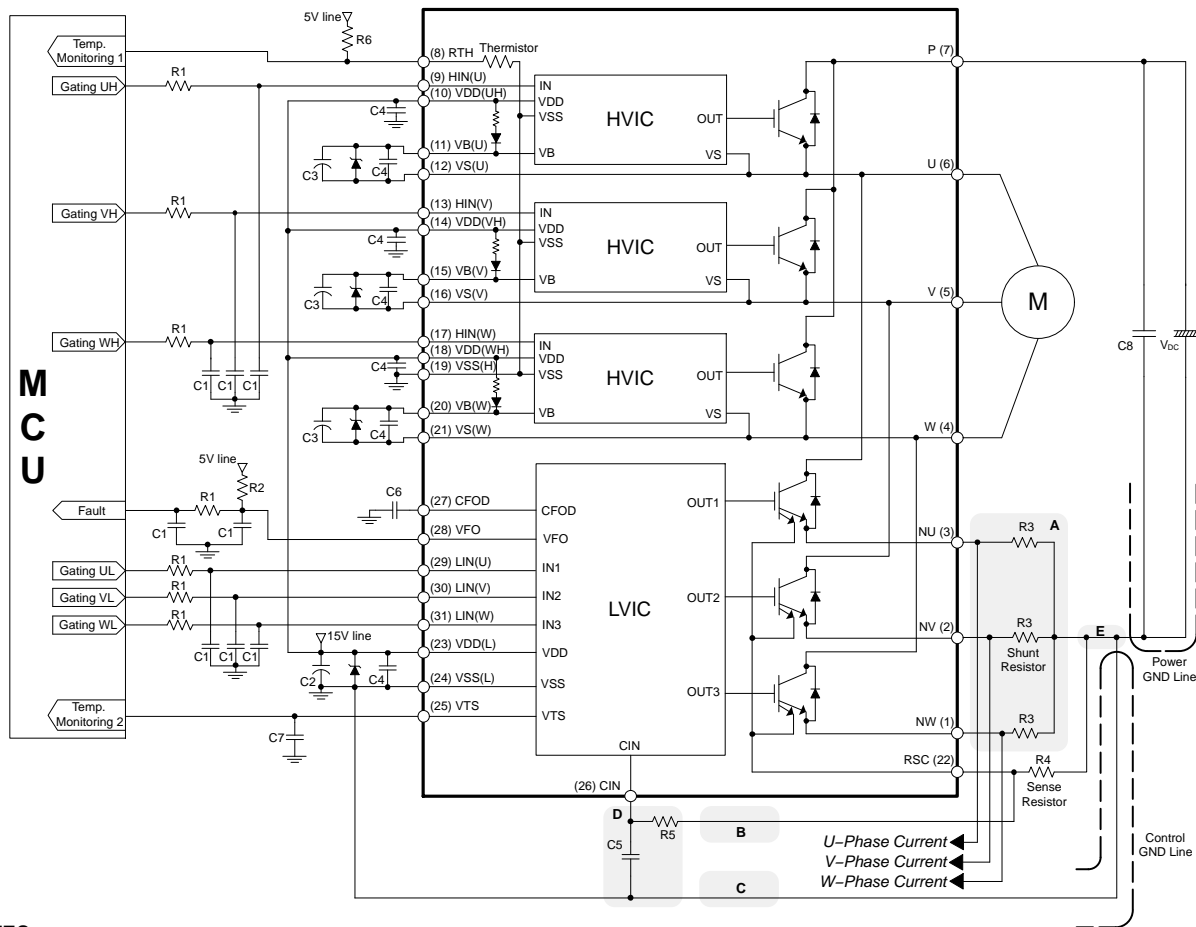 5V line
R6
Temp.
Monitoring 1
(8) RTH
Thermistor
P (7)
Gating UH
R1
(9) HIN(U)
(10) VDD(UH)
C4
IN
VDD
VSS
HVIC
OUT
VS
VB
(11) VB(U)
(12) VS(U)
C3
C4
U (6)
Gating VH
R1
(13) HIN(V)
(14) VDD(VH)
C4
IN
VDD
VSS
HVIC
OUT
VS
VB
(15) VB(V)
(16) VS(V)
C3
C4
V (5)
M
Gating WH
R1
(17) HIN(W)
(18) VDD(WH)
(19) VSS(H)
C4
IN
VDD
VSS
HVIC
OUT
VS
VB
C8
VDC
C1
C1
C1
(20) VB(W)
(21) VS(W)
C3
C4
W (4)
M
C
U
5V line
R2
Fault
R1
C1
C1
C6
(27) CFOD
CFOD
(28) VFO
VFO
OUT1
NU (3)
R3
A
Gating UL
R1
(29) LIN(U)
IN1
Gating VL
R1
(30) LIN(V)
IN2
LVIC
OUT2
Gating WL
R1
(31) LIN(W)
IN3
NV (2)
R3
E
Shunt
Resistor
Power
GND Line
C1
C1
C1
15V line
(23) VDD(L)
VDD
C2
C4
(24) VSS(L)
VSS
OUT3
Temp.
Monitoring 2
(25) VTS
VTS
C7
NW (1)
R3
CIN
RSC (22)
R4
Sense
Resistor
(26) CIN
D
R5
C5
B
C
U−Phase Current
V−Phase Current
W−Phase Current
Control
GND Line